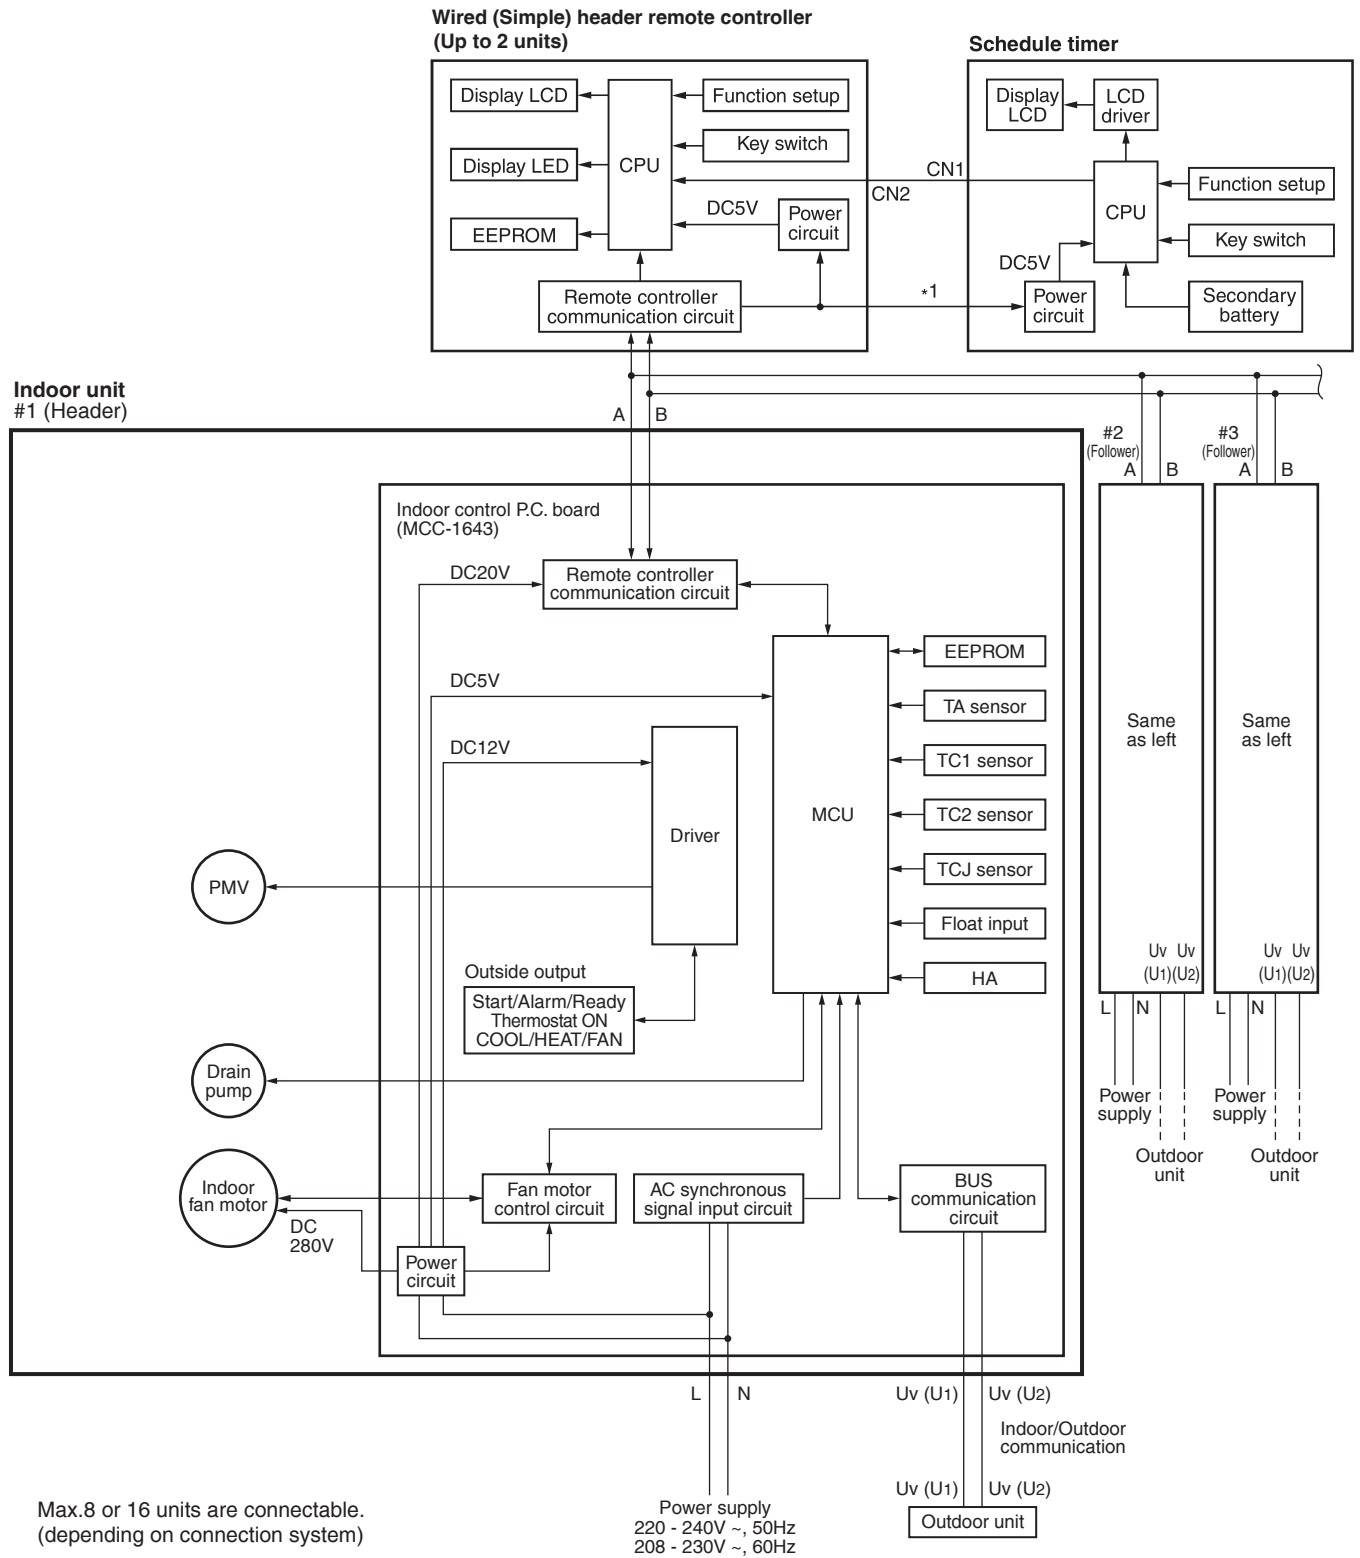 Wired (Simple) header remote controller
(Up to 2 units)
Schedule timer
Display LCD
CPU
Function setup
Key switch
Display LED
EEPROM
DC5V
Power
circuit
Remote controller
communication circuit
CN1
CN2
*1
Display
LCD
LCD
driver
CPU
Function setup
Key switch
DC5V
Power
circuit
Secondary
battery
Indoor unit
#1 (Header)
A
B
#2
(Follower)
A
B
#3
(Follower)
A
B
Indoor control P.C. board
(MCC-1643)
DC20V
Remote controller
communication circuit
DC5V
DC12V
Driver
MCU
EEPROM
TA sensor
TC1 sensor
TC2 sensor
TCJ sensor
Float input
HA
Same
as left
Same
as left
PMV
Outside output
Start/Alarm/Ready
Thermostat ON
COOL/HEAT/FAN
Uv Uv
(U1)(U2)
Uv Uv
(U1)(U2)
L
N
L
N
Power
supply
Power
supply
Outdoor
unit
Outdoor
unit
Drain
pump
Indoor
fan motor
DC
280V
Fan motor
control circuit
AC synchronous
signal input circuit
BUS
communication
circuit
Power
circuit
L
N
Uv (U1)
Uv (U2)
Indoor/Outdoor
communication
Uv (U1)
Uv (U2)
Outdoor unit
Power supply
220 - 240V ~, 50Hz
208 - 230V ~, 60Hz
Max.8 or 16 units are connectable.
(depending on connection system)